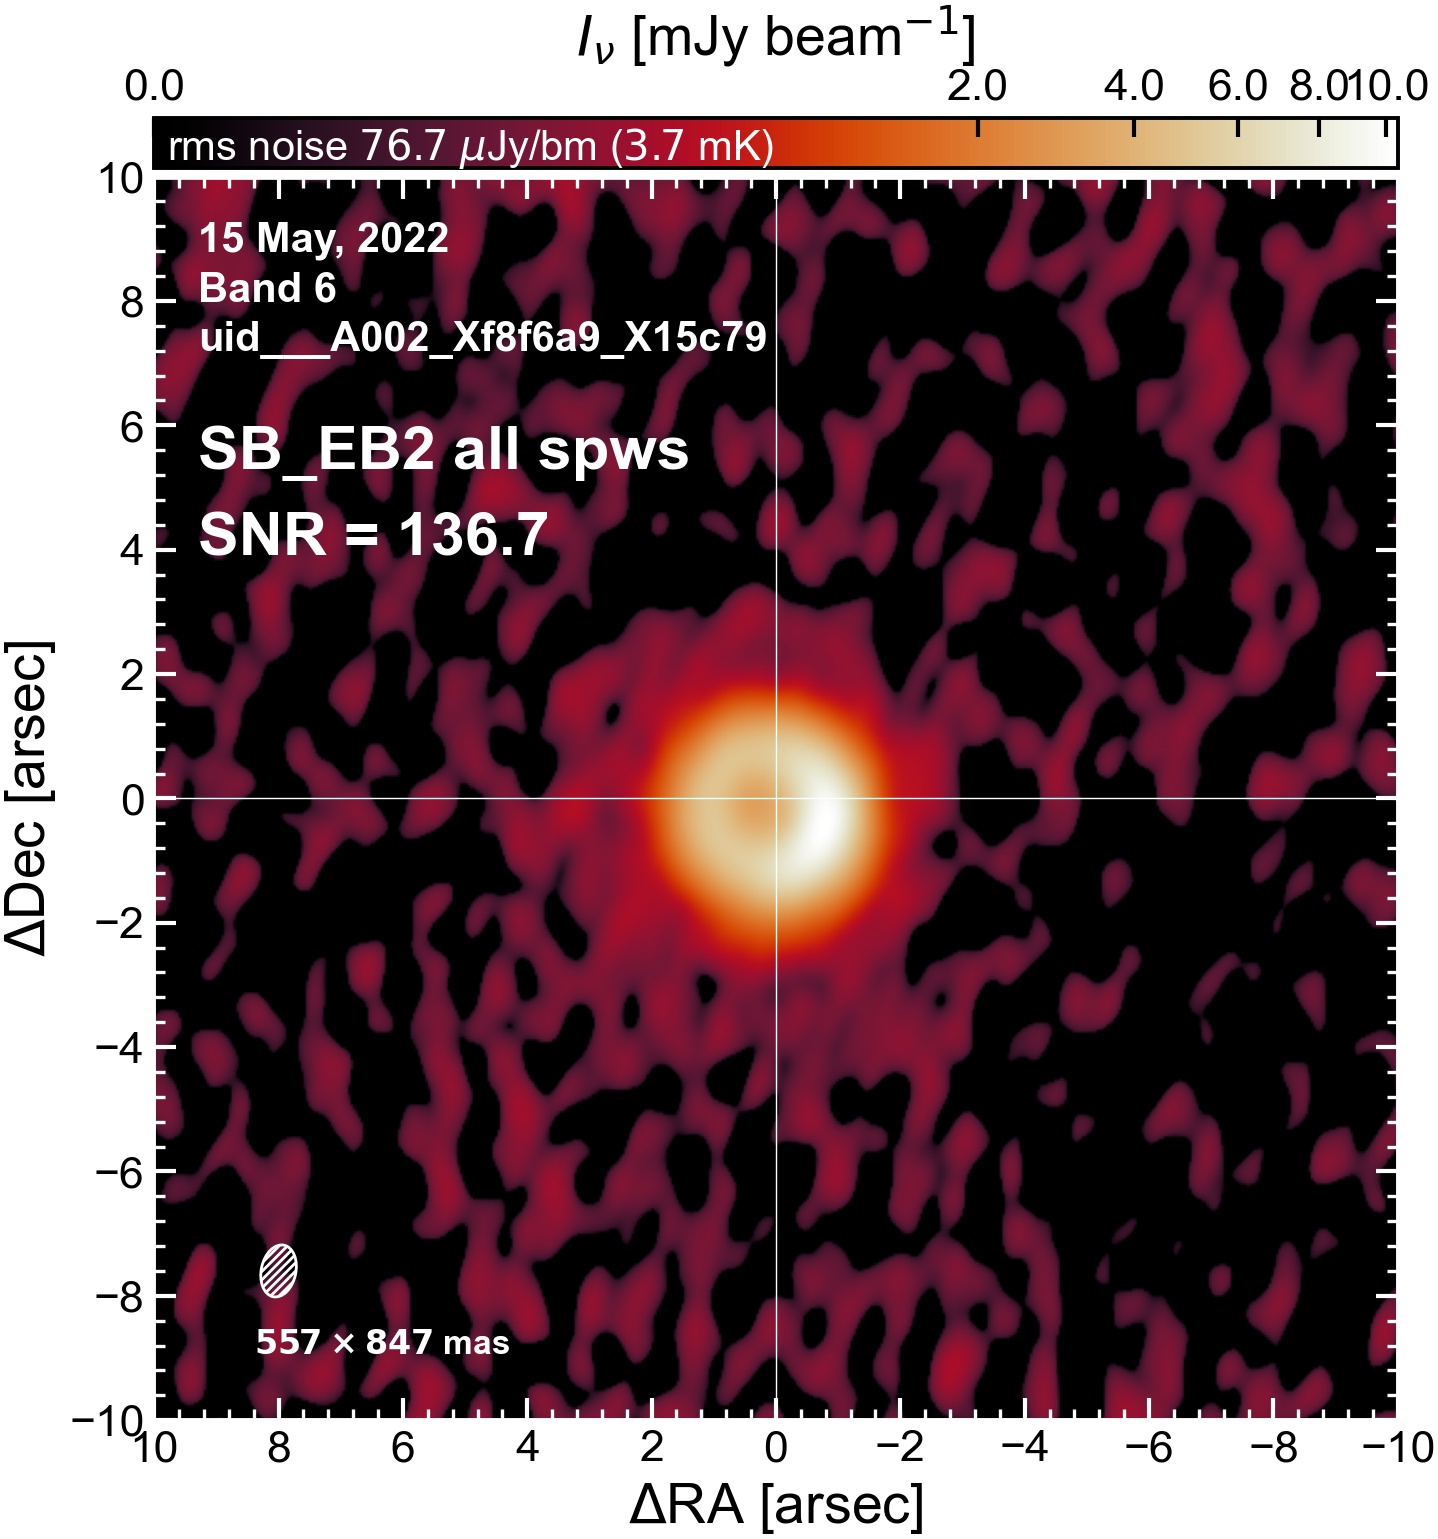 I_ν [mJy beam⁻¹]
0.0 2.0 4.0 6.0 8.0 10.0
rms noise 76.7 μJy/bm (3.7 mK)
15 May, 2022
Band 6
uid___A002_Xf8f6a9_X15c79
SB_EB2 all spws
SNR = 136.7
557 × 847 mas
10
8
6
4
2
0
−2
−4
−6
−8
−10
ΔDec [arsec]
10 8 6 4 2 0 −2 −4 −6 −8 −10
ΔRA [arsec]